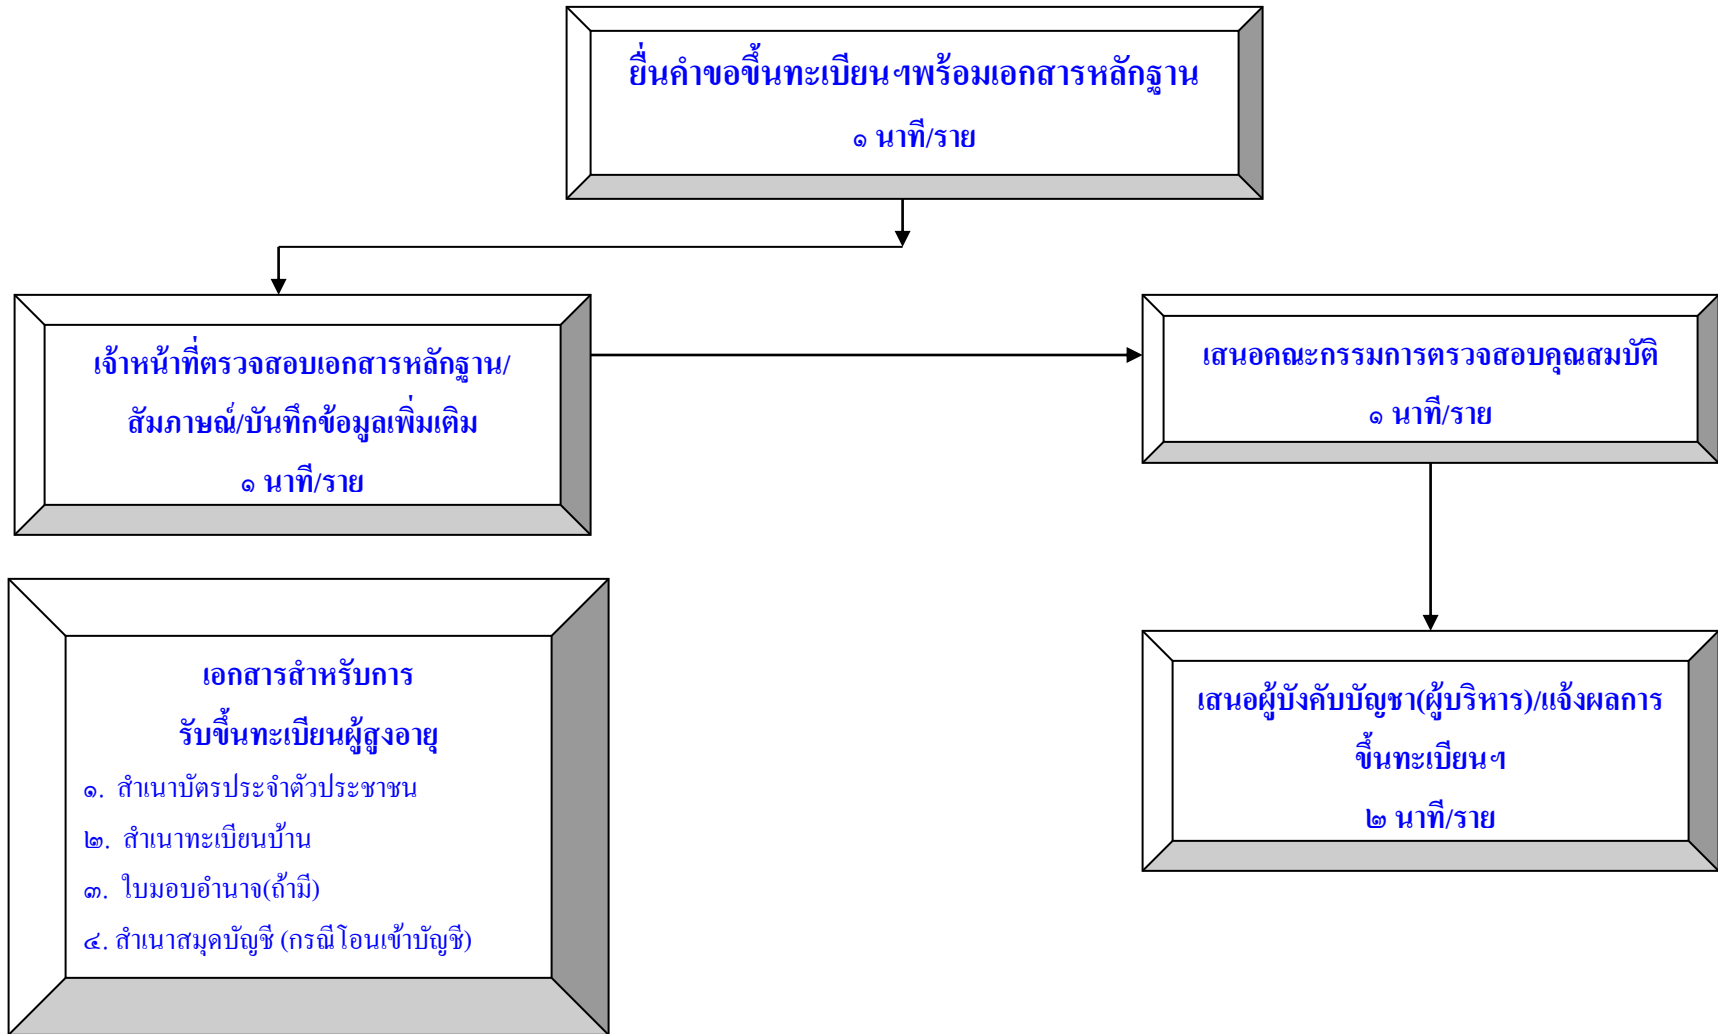 ยื่นคำขอขึ้นทะเบียนฯพร้อมเอกสารหลักฐาน
๑ นาที/ราย
เจ้าหน้าที่ตรวจสอบเอกสารหลักฐาน/
สัมภาษณ์/บันทึกข้อมูลเพิ่มเติม
๑ นาที/ราย
เสนอคณะกรรมการตรวจสอบคุณสมบัติ
๑ นาที/ราย
เอกสารสำหรับการ
รับขึ้นทะเบียนผู้สูงอายุ
๑. สำเนาบัตรประจำตัวประชาชน
๒. สำเนาทะเบียนบ้าน
๓. ใบมอบอำนาจ(ถ้ามี)
๔. สำเนาสมุดบัญชี (กรณีโอนเข้าบัญชี)
เสนอผู้บังคับบัญชา(ผู้บริหาร)/แจ้งผลการ
ขึ้นทะเบียนฯ
๒ นาที/ราย